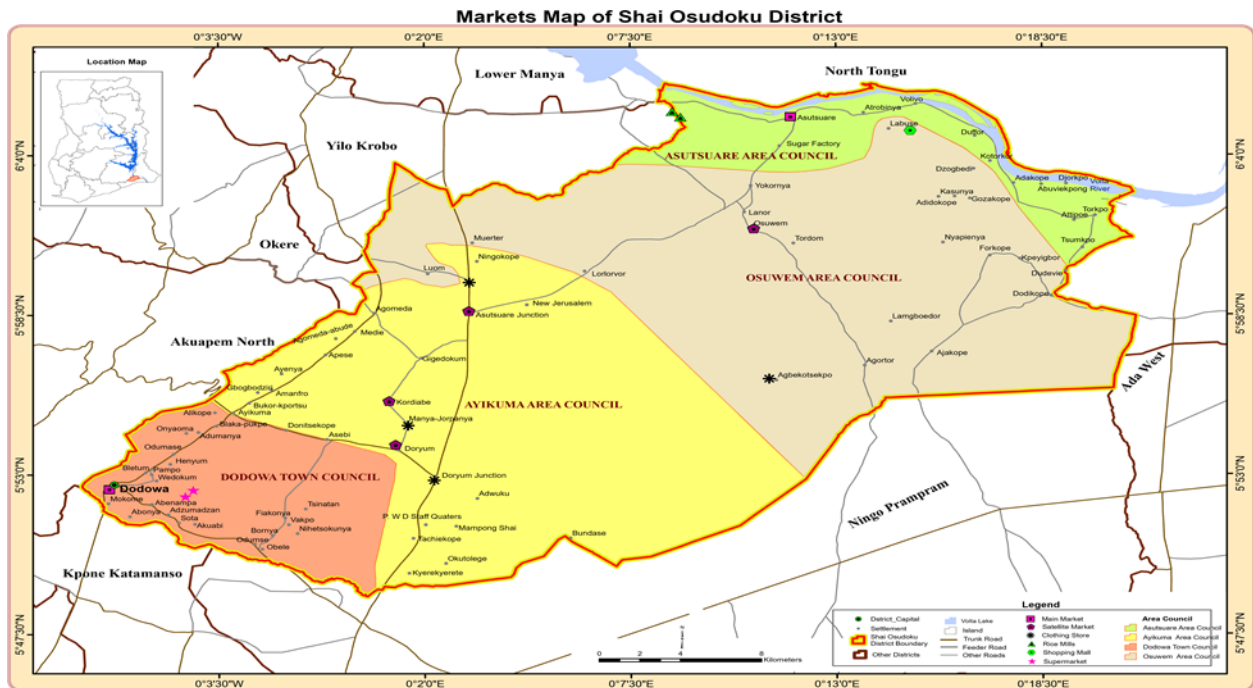 Markets Map of Shai Osudoku District
0°3'30"W 0°2'0"E 0°7'30"E 0°13'0"E 0°18'30"E
Location Map
Lower Manya
North Tongu
Yilo Krobo
Okere
Akuapem North
Kpone Katamanso
Ningo Prampram
Ada West
6°4'0"N
6°4'0"N
5°58'30"N
5°58'30"N
5°53'0"N
5°53'0"N
5°47'30"N
5°47'30"N
Volivo
Atrobinya
Asutsuare
Labuse
Sugar Factory
ASUTSUARE AREA COUNCIL
Kotorkor
Dzogbedi
Yokornya
Adakope
Djorkpo
Volta
Abuviekpong River
Kasunya
Adidokope
Gozakope
Lanor
Osuwem
Torkpo
Attipoe
Muerter
Tordom
Nyapienya
Tsumkpo
Forkope
Ningokope
Kpeyigbor
Luom
Lorlorvor
OSUWEM AREA COUNCIL
Dudevie
Dodikope
New Jerusalem
Agomeda
Asutsuare Junction
Lamgboedor
Agomeda-abude
Medie
Apese
Gigedokum
Ajakope
Agortor
Avenya
Agbekotsekpo
Gbogbodzig
Amanfro
Kordiabe
AYIKUMA AREA COUNCIL
Bukor-kportsu
Alikope
Ayikuma
Manya-Jorpanya
Blaka-pukpe
Donitsekope
Onyaoma
Adumanya
Asebi
Doryum
Odumase
Henyum
Bletum
Pampo
Wedokum
DODOWA TOWN COUNCIL
Doryum Junction
Dodowa
Mokome
Adwuku
Abenampa
Tsinatan
Abonya
Adzumadzan
Sota
Fiakonya
Vakpo
P. W D Staff Quaters
Akuabi
Bornya
Nihetsokunya
Mampong Shai
Odumse
Tachiekope
Bundase
Obele
Okutolege
Kyerekyerete
0 2 4 8
Kilometers
Legend
District_Capital
Settlement
Shai Osudoku
District Boundary
Other Districts
Volta Lake
Island
Trunk Road
Feeder Road
Other Roads
Main Market
Satellite Market
Clothing Store
Rice Mills
Shopping Mall
Supermarket
Area Council
Asutsuare Area Council
Ayikuma Area Council
Dodowa Town Council
Osuwem Area Council
0°3'30"W 0°2'0"E 0°7'30"E 0°13'0"E 0°18'30"E